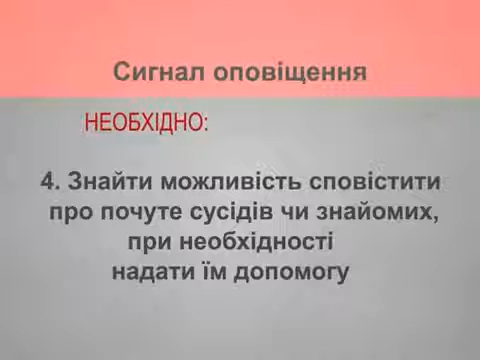 Сигнал оповіщення
НЕОБХІДНО:
4. Знайти можливість сповістити
про почуте сусідів чи знайомих,
при необхідності
надати їм допомогу